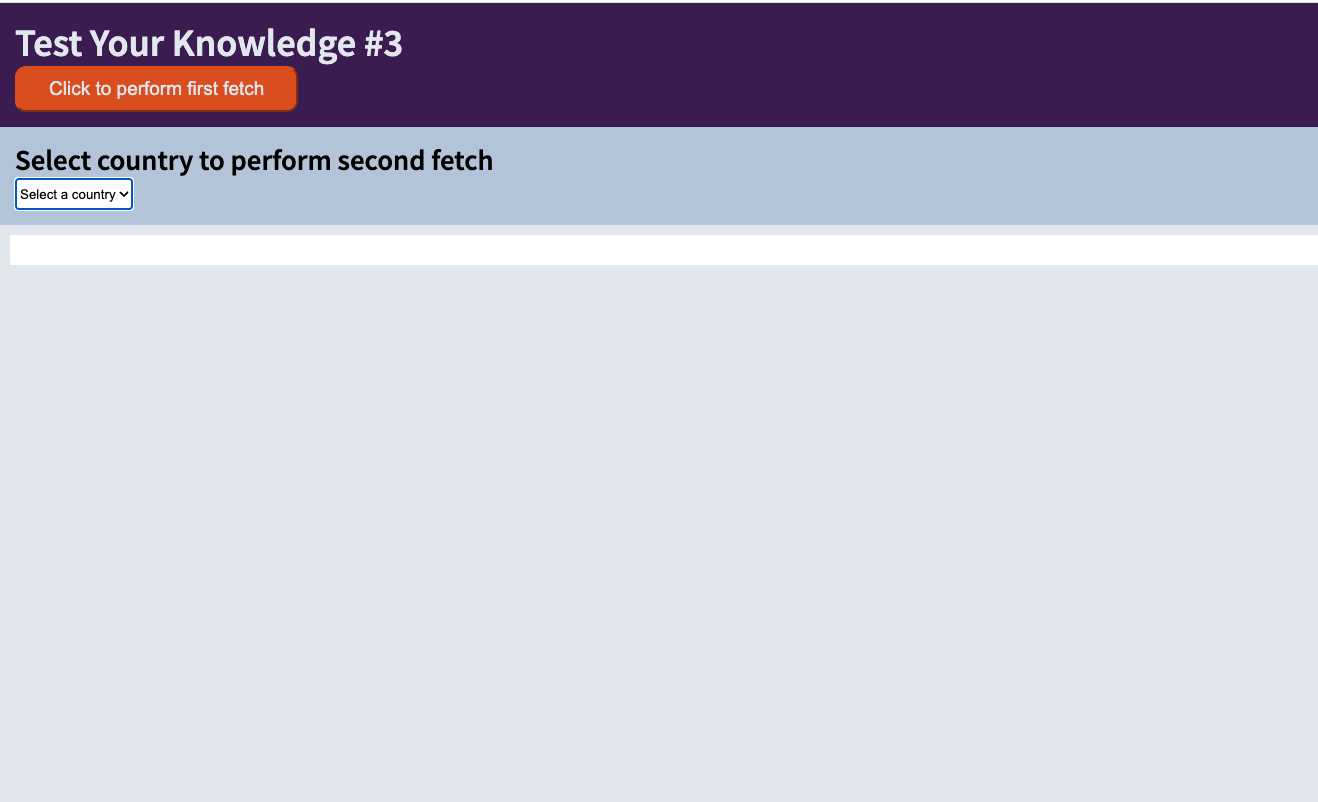 Test Your Knowledge #3
Click to perform first fetch
Select country to perform second fetch
Select a country